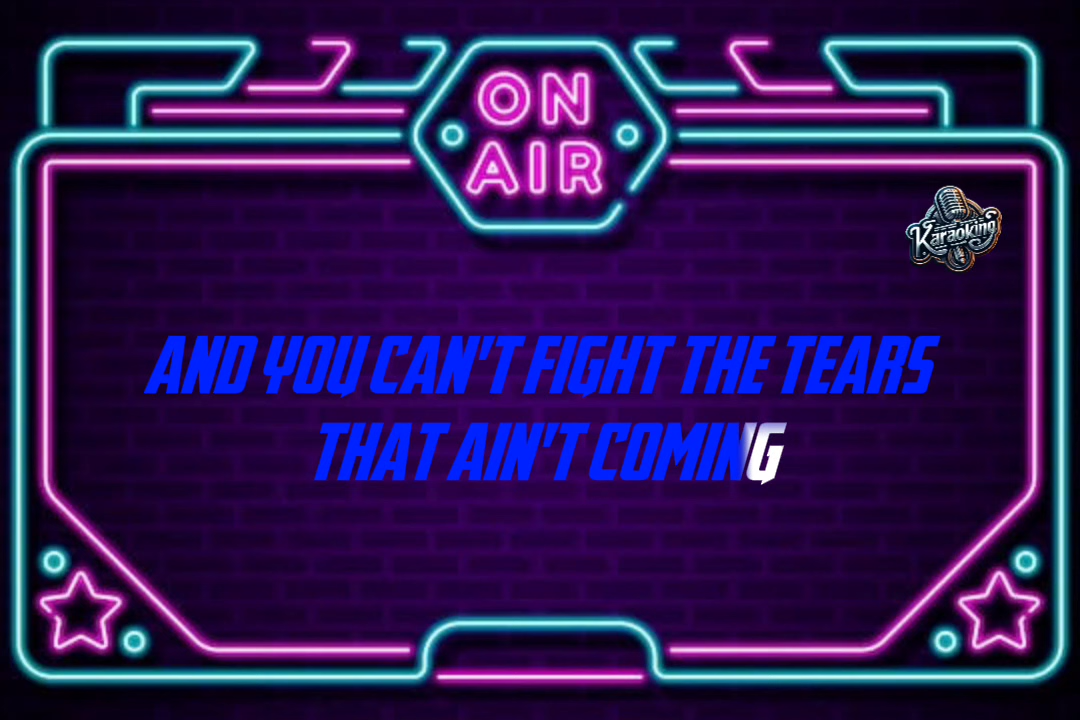 ON
AIR
Karaoking
AND YOU CAN'T FIGHT THE TEARS
THAT AIN'T COMING